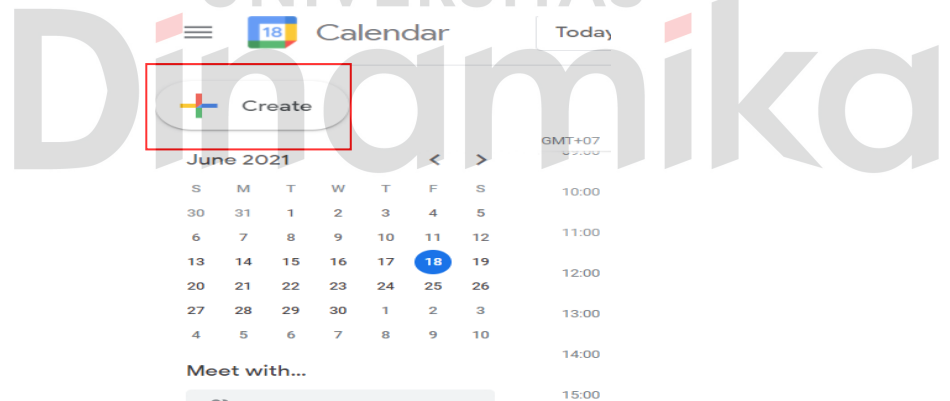 UNIVERSITAS
Dinamika
18 Calendar Today
Create
GMT+07
June 2021 < >
09:00
S M T W T F S
10:00
30 31 1 2 3 4 5
11:00
6 7 8 9 10 11 12
13 14 15 16 17 18 19
12:00
20 21 22 23 24 25 26
27 28 29 30 1 2 3
13:00
4 5 6 7 8 9 10
14:00
Meet with...
15:00